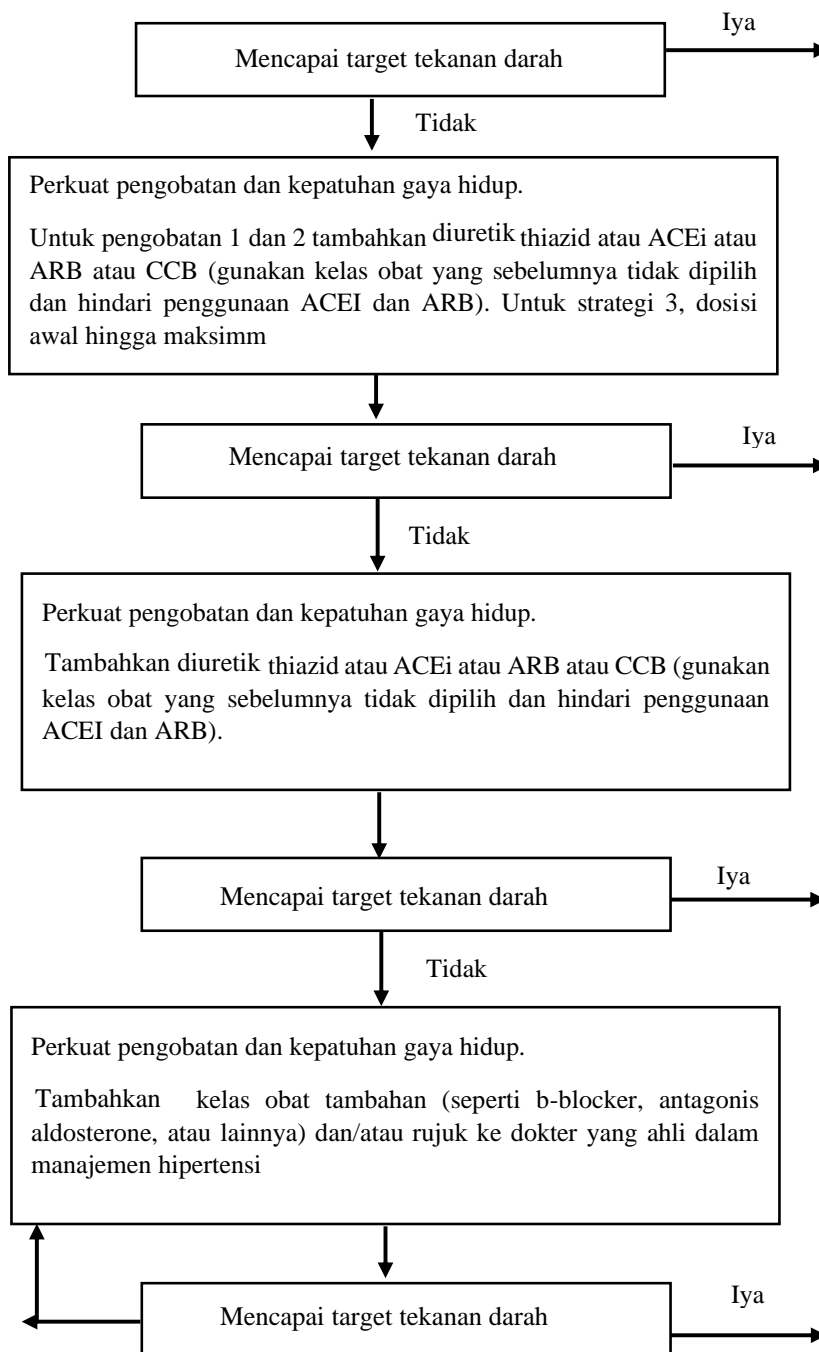 Iya
Mencapai target tekanan darah
Tidak
Perkuat pengobatan dan kepatuhan gaya hidup.
Untuk pengobatan 1 dan 2 tambahkan diuretik thiazid atau ACEi atau
ARB atau CCB (gunakan kelas obat yang sebelumnya tidak dipilih
dan hindari penggunaan ACEI dan ARB). Untuk strategi 3, dosisi
awal hingga maksimm
Iya
Mencapai target tekanan darah
Tidak
Perkuat pengobatan dan kepatuhan gaya hidup.
Tambahkan diuretik thiazid atau ACEi atau ARB atau CCB (gunakan
kelas obat yang sebelumnya tidak dipilih dan hindari penggunaan
ACEI dan ARB).
Iya
Mencapai target tekanan darah
Tidak
Perkuat pengobatan dan kepatuhan gaya hidup.
Tambahkan kelas obat tambahan (seperti b-blocker, antagonis
aldosterone, atau lainnya) dan/atau rujuk ke dokter yang ahli dalam
manajemen hipertensi
Iya
Mencapai target tekanan darah